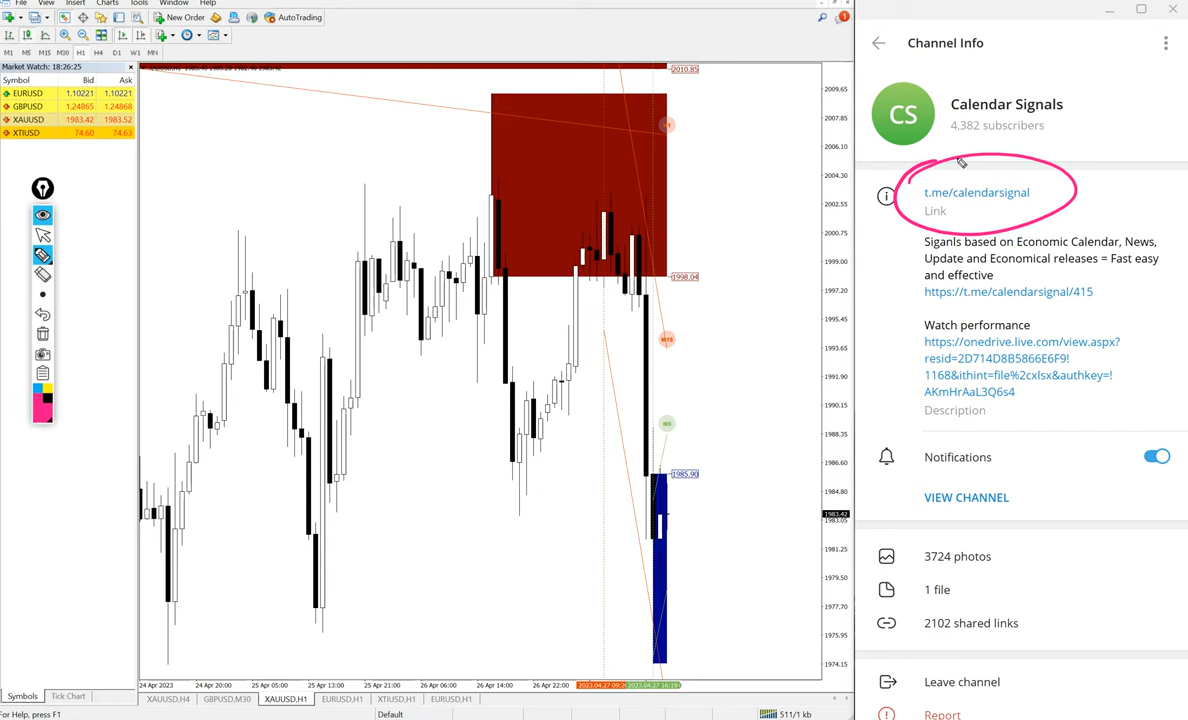 File View Insert Charts Tools Window Help
New Order AutoTrading
1
M1 M5 M15 M30 H1 H4 D1 W1 MN
Market Watch: 18:26:25
Symbol Bid Ask
EURUSD 1.10221 1.10221
GBPUSD 1.24865 1.24868
XAUUSD 1983.42 1983.52
XTIUSD 74.60 74.63
2010.85
2009.65
2007.85
2006.10
2004.30
2002.55
2000.75
1999.00
1998.04
1997.20
1995.45
1993.65
M15
1991.90
1990.15
M5
1988.35
1986.60
1985.90
1984.80
1983.42
1983.05
1981.25
1979.50
1977.70
1975.95
1974.15
24 Apr 2023 24 Apr 20:00 25 Apr 05:00 25 Apr 13:00 25 Apr 21:00 26 Apr 06:00 26 Apr 14:00 26 Apr 22:00 2023.04.27 16:19
Symbols Tick Chart
XAUUSD,H4 GBPUSD,M30 XAUUSD,H1 EURUSD,H1 XTIUSD,H1 EURUSD,H1
For Help, press F1 Default 511/1 kb
Channel Info
CS
Calendar Signals
4,382 subscribers
t.me/calendarsignal
Link
Siganls based on Economic Calendar, News,
Update and Economical releases = Fast easy
and effective
https://t.me/calendarsignal/415
Watch performance
https://onedrive.live.com/view.aspx?
resid=2D714D8B5866E6F9!
1168&ithint=file%2cxlsx&authkey=!
AKmHrAaL3Q6s4
Description
Notifications
VIEW CHANNEL
3724 photos
1 file
2102 shared links
Leave channel
Report